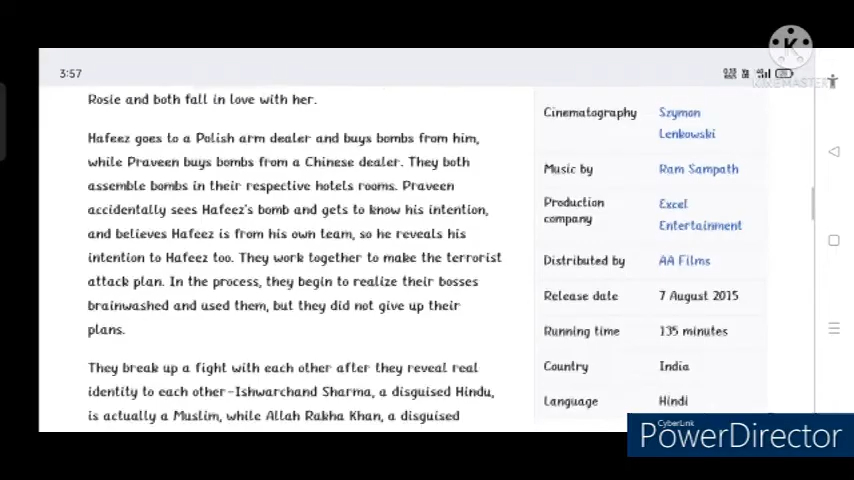 3:57
Rosie and both fall in love with her.
Hafeez goes to a Polish arm dealer and buys bombs from him,
while Praveen buys bombs from a Chinese dealer. They both
assemble bombs in their respective hotels rooms. Praveen
accidentally sees Hafeez's bomb and gets to know his intention,
and believes Hafeez is from his own team, so he reveals his
intention to Hafeez too. They work together to make the terrorist
attack plan. In the process, they begin to realize their bosses
brainwashed and used them, but they did not give up their
plans.
They break up a fight with each other after they reveal real
identity to each other-Ishwarchand Sharma, a disguised Hindu,
is actually a Muslim, while Allah Rakha Khan, a disguised
Cinematography Szymon
Lenkowski
Music by Ram Sampath
Production Excel
company Entertainment
Distributed by AA Films
Release date 7 August 2015
Running time 135 minutes
Country India
Language Hindi
K
KINEMASTER
CyberLink
PowerDirector